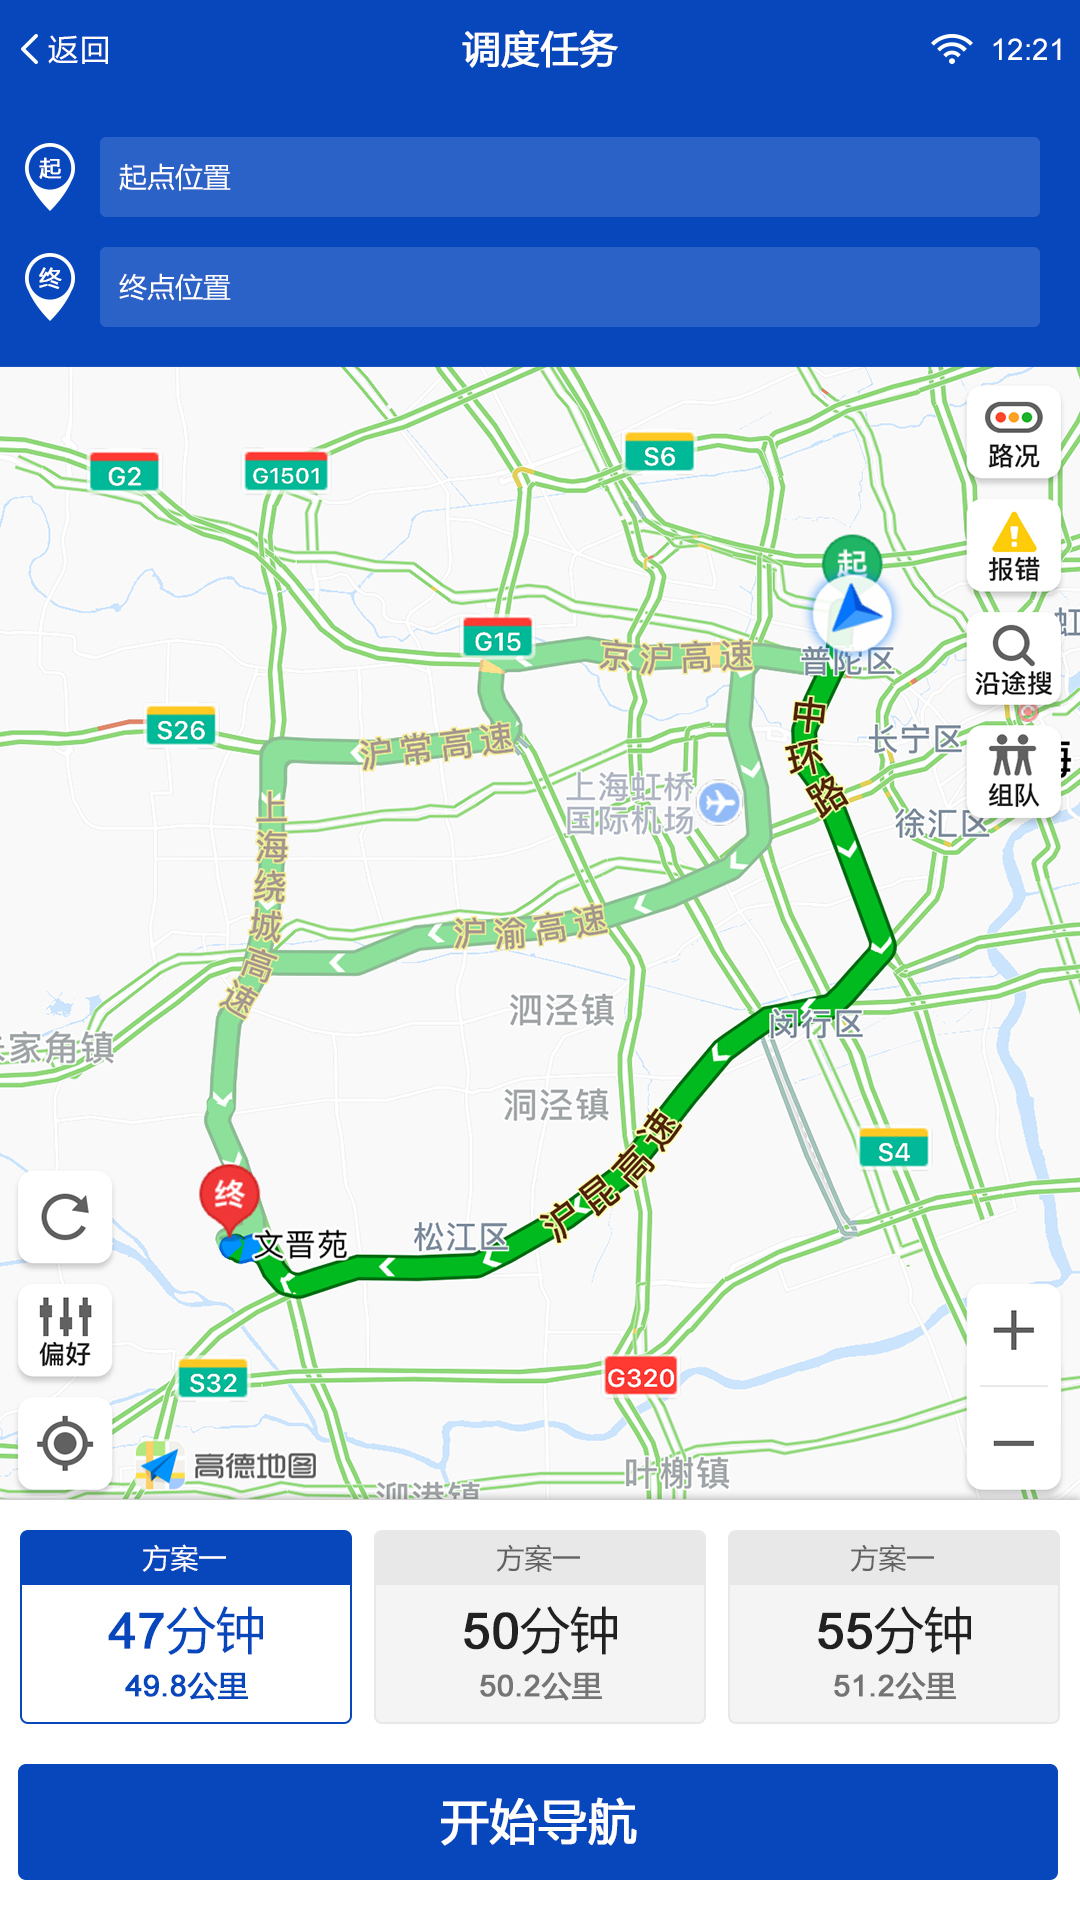 返回
调度任务
12:21
起
起点位置
终
终点位置
路况
报错
沿途搜
组队
G2
G1501
S6
G15
S26
起
京沪高速
普陀区
虹
中环路
长宁区
沪常高速
上海虹桥
国际机场
徐汇区
上海绕城高速
沪渝高速
泗泾镇
闵行区
家角镇
洞泾镇
沪昆高速
S4
终
文晋苑
松江区
偏好
S32
G320
高德地图
叶榭镇
泖港镇
方案一
47分钟
49.8公里
方案一
50分钟
50.2公里
方案一
55分钟
51.2公里
开始导航